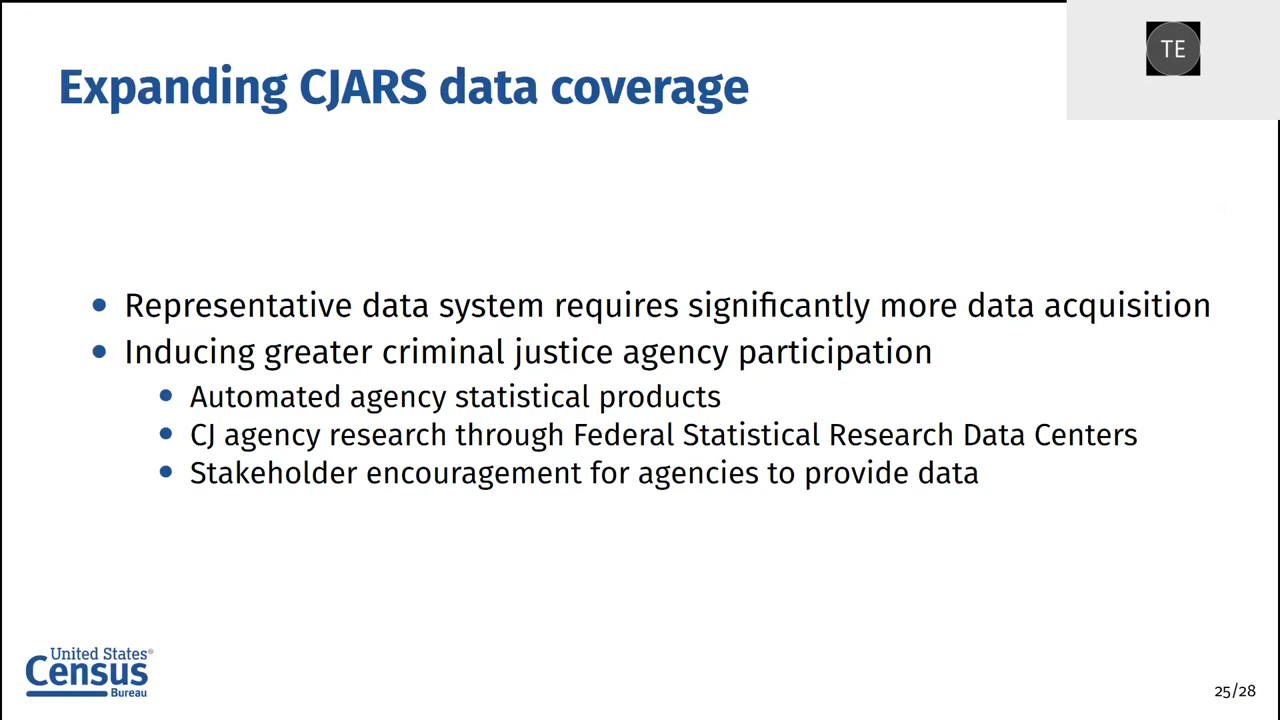 TE
Expanding CJARS data coverage
• Representative data system requires significantly more data acquisition
• Inducing greater criminal justice agency participation
• Automated agency statistical products
• CJ agency research through Federal Statistical Research Data Centers
• Stakeholder encouragement for agencies to provide data
United States®
Census
Bureau
25/28